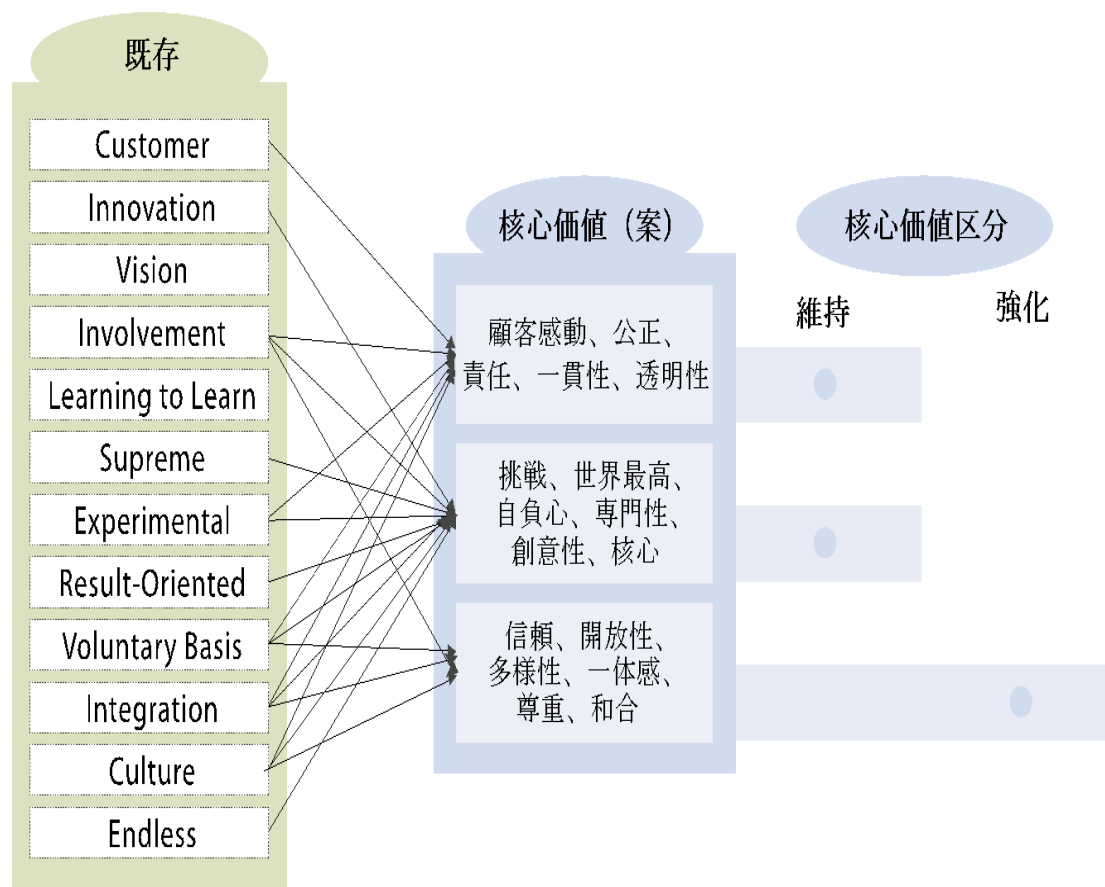 既存
Customer
Innovation
Vision
Involvement
Learning to Learn
Supreme
Experimental
Result-Oriented
Voluntary Basis
Integration
Culture
Endless
核心価値（案）
顧客感動、公正、
責任、一貫性、透明性
挑戦、世界最高、
自負心、専門性、
創意性、核心
信頼、開放性、
多様性、一体感、
尊重、和合
核心価値区分
維持
強化